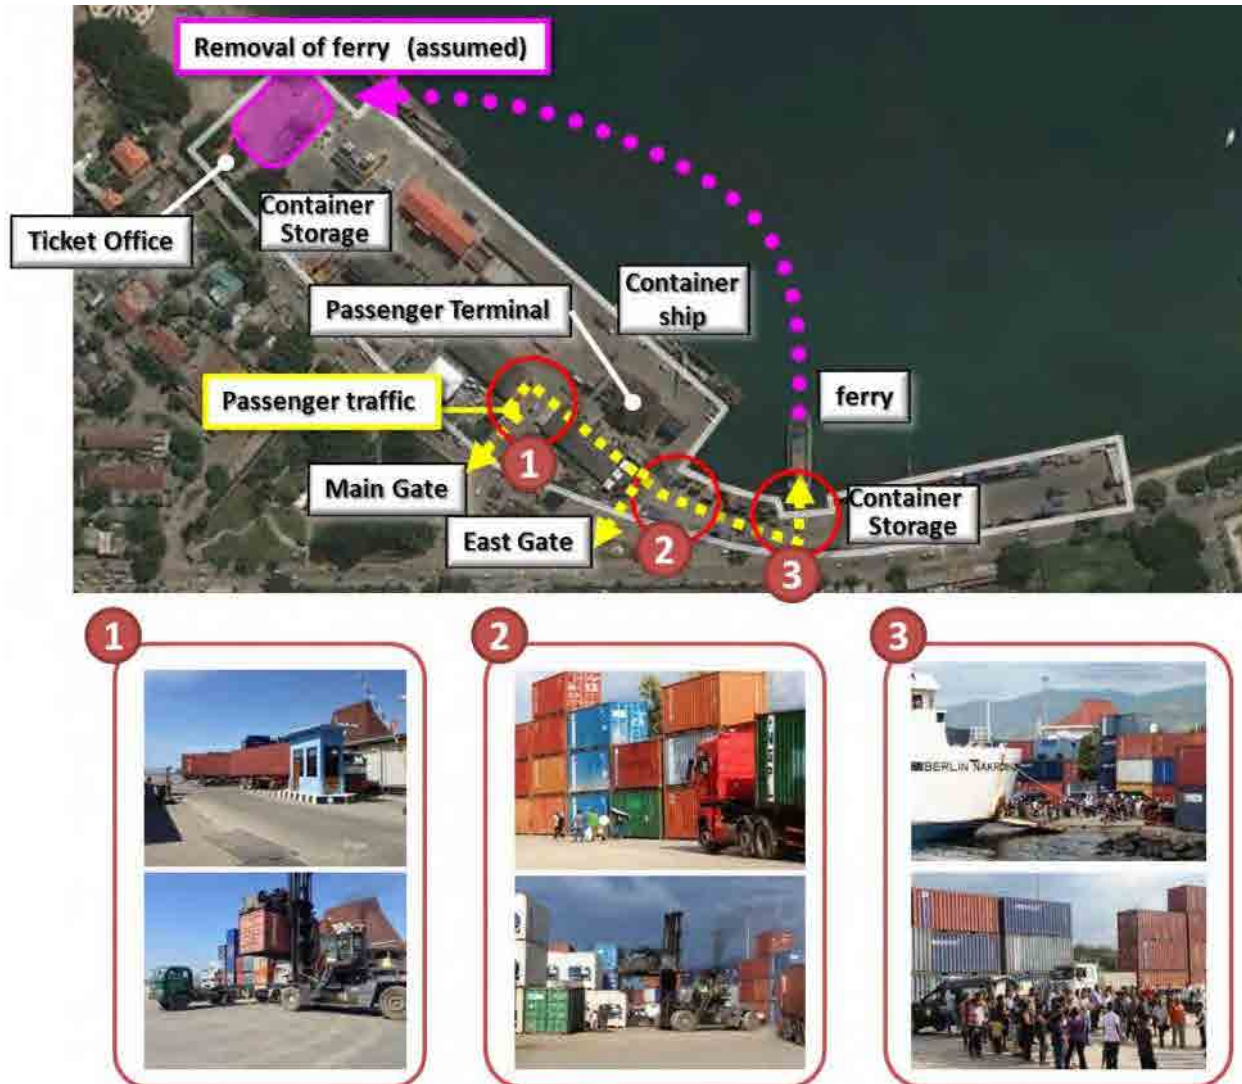 Removal of ferry (assumed)
Ticket Office
Container
Storage
Passenger Terminal
Container
ship
Passenger traffic
ferry
Main Gate
East Gate
Container
Storage
1
2
3
1
2
3
BERLIN NAKRO